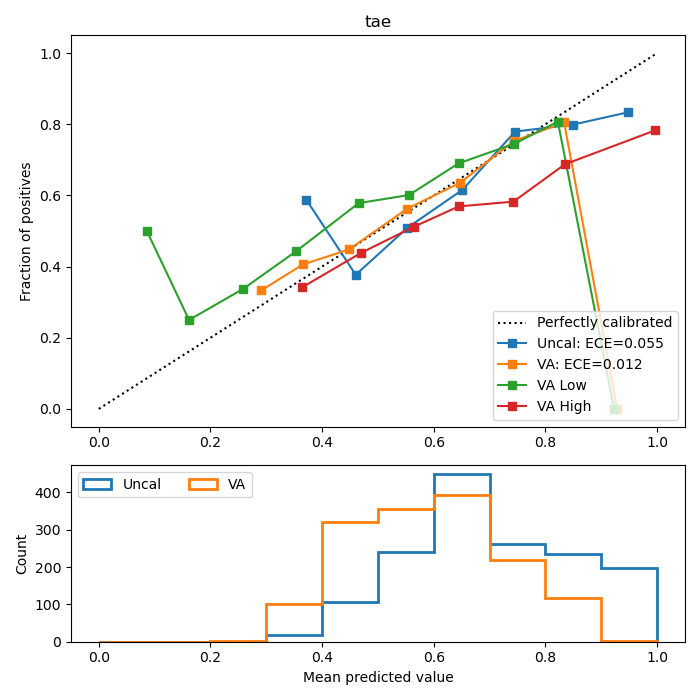 tae
1.0
0.8
0.6
0.4
0.2
0.0
Fraction of positives
Perfectly calibrated
Uncal: ECE=0.055
VA: ECE=0.012
VA Low
VA High
0.0 0.2 0.4 0.6 0.8 1.0
Uncal VA
400
300
200
100
0
Count
0.0 0.2 0.4 0.6 0.8 1.0
Mean predicted value